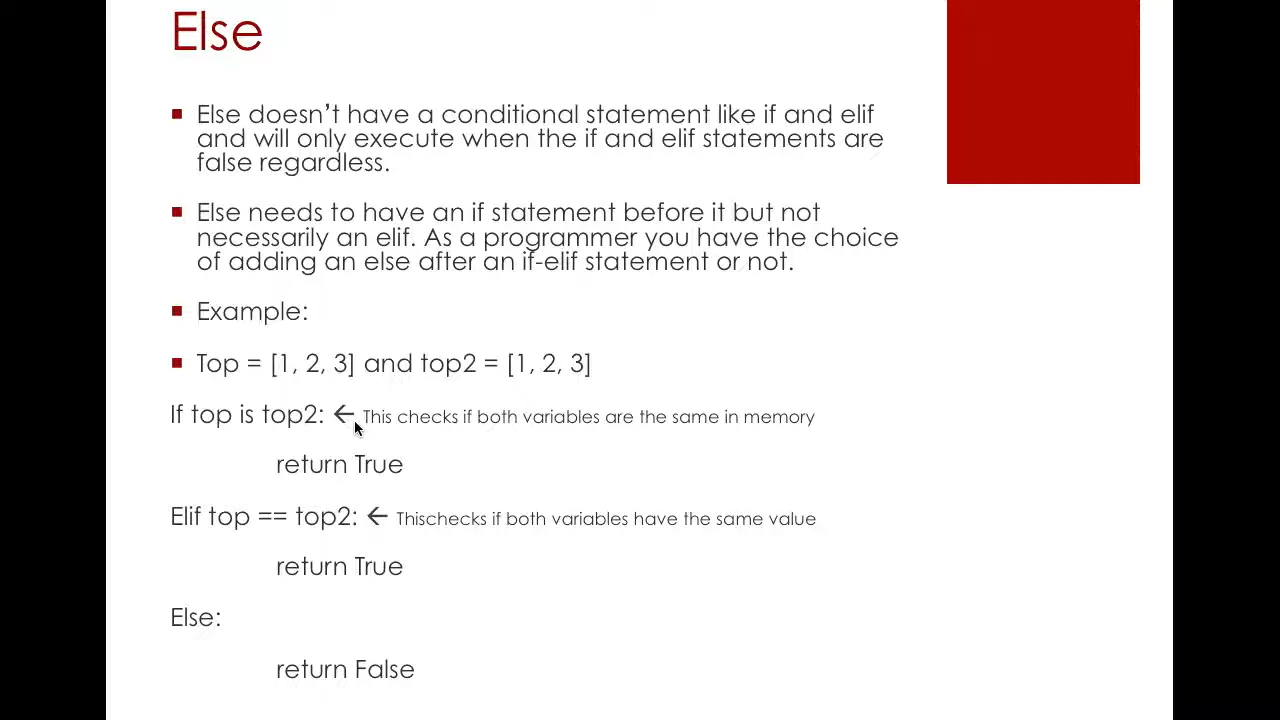 Else
Else doesn’t have a conditional statement like if and elif
and will only execute when the if and elif statements are
false regardless.
Else needs to have an if statement before it but not
necessarily an elif. As a programmer you have the choice
of adding an else after an if-elif statement or not.
Example:
Top = [1, 2, 3] and top2 = [1, 2, 3]
If top is top2: ← This checks if both variables are the same in memory
return True
Elif top == top2: ← Thischecks if both variables have the same value
return True
Else:
return False